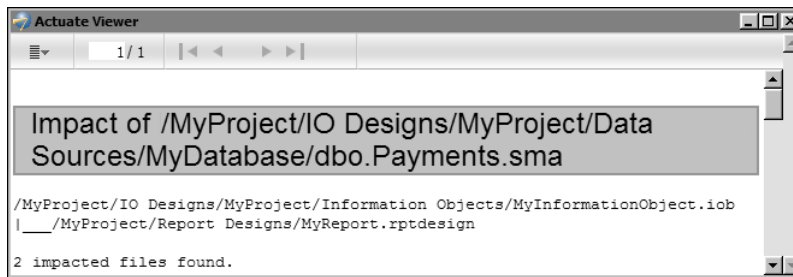 Actuate Viewer
1/ 1
Impact of /MyProject/IO Designs/MyProject/Data
Sources/MyDatabase/dbo.Payments.sma
/MyProject/IO Designs/MyProject/Information Objects/MyInformationObject.iob
|___/MyProject/Report Designs/MyReport.rptdesign
2 impacted files found.